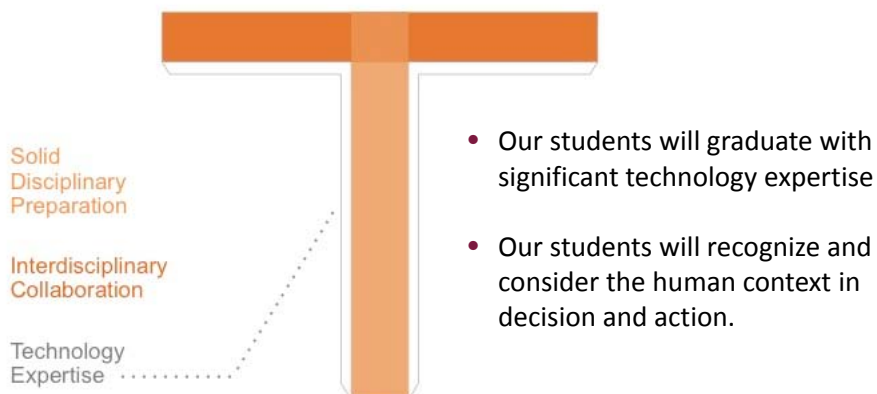 Solid
Disciplinary
Preparation
Interdisciplinary
Collaboration
Technology
Expertise
• Our students will graduate with
significant technology expertise
• Our students will recognize and
consider the human context in
decision and action.